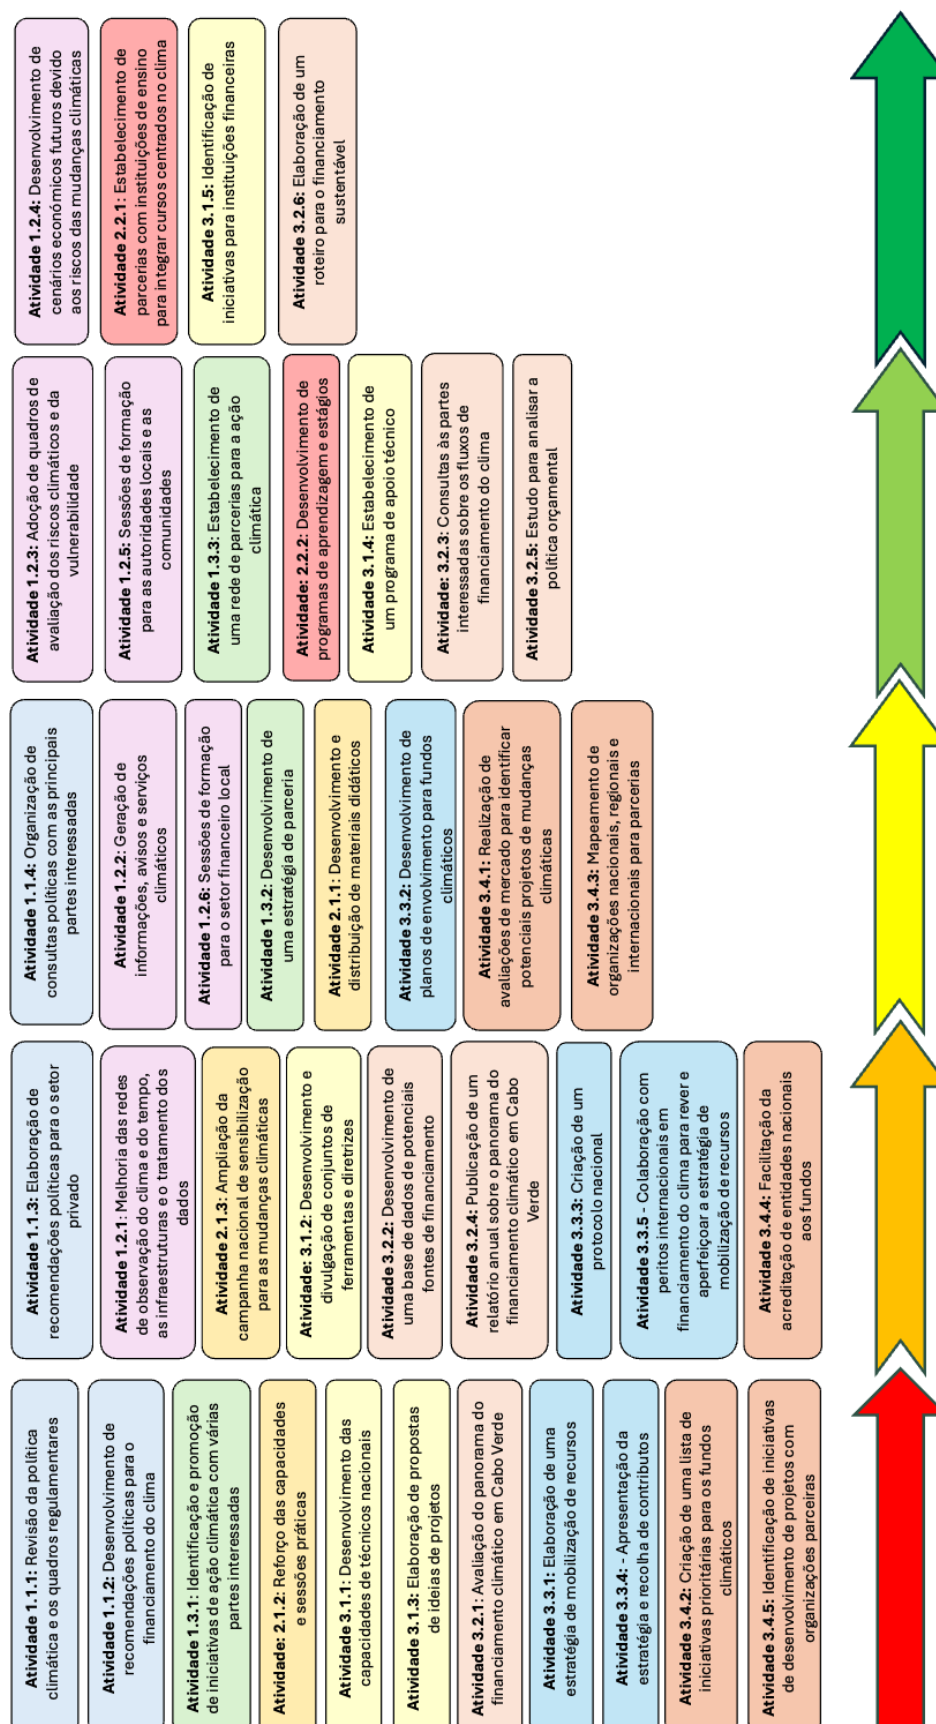 Atividade 1.1.1: Revisão da política
climática e os quadros regulamentares
Atividade 1.1.2: Desenvolvimento de
recomendações políticas para o
financiamento do clima
Atividade 1.3.1: Identificação e promoção
de iniciativas de ação climática com várias
partes interessadas
Atividade: 2.1.2: Reforço das capacidades
e sessões práticas
Atividade 3.1.1: Desenvolvimento das
capacidades de técnicos nacionais
Atividade 3.1.3: Elaboração de propostas
de ideias de projetos
Atividade 3.2.1: Avaliação do panorama do
financiamento climático em Cabo Verde
Atividade 3.3.1: Elaboração de uma
estratégia de mobilização de recursos
Atividade 3.3.4: - Apresentação da
estratégia e recolha de contributos
Atividade 3.4.2: Criação de uma lista de
iniciativas prioritárias para os fundos
climáticos
Atividade 3.4.5: Identificação de iniciativas
de desenvolvimento de projetos com
organizações parceiras
Atividade 1.1.3: Elaboração de
recomendações políticas para o setor
privado
Atividade 1.2.1: Melhoria das redes
de observação do clima e do tempo,
as infraestruturas e o tratamento dos
dados
Atividade 2.1.3: Ampliação da
campanha nacional de sensibilização
para as mudanças climáticas
Atividade: 3.1.2: Desenvolvimento e
divulgação de conjuntos de
ferramentas e diretrizes
Atividade 3.2.2: Desenvolvimento de
uma base de dados de potenciais
fontes de financiamento
Atividade 3.2.4: Publicação de um
relatório anual sobre o panorama do
financiamento climático em Cabo
Verde
Atividade 3.3.3: Criação de um
protocolo nacional
Atividade 3.3.5 - Colaboração com
peritos internacionais em
financiamento do clima para rever e
aperfeiçoar a estratégia de
mobilização de recursos
Atividade 3.4.4: Facilitação da
acreditação de entidades nacionais
aos fundos
Atividade 1.1.4: Organização de
consultas políticas com as principais
partes interessadas
Atividade 1.2.2: Geração de
informações, avisos e serviços
climáticos
Atividade 1.2.6: Sessões de formação
para o setor financeiro local
Atividade 1.3.2: Desenvolvimento de
uma estratégia de parceria
Atividade 2.1.1: Desenvolvimento e
distribuição de materiais didáticos
Atividade 3.3.2: Desenvolvimento de
planos de envolvimento para fundos
climáticos
Atividade 3.4.1: Realização de
avaliações de mercado para identificar
potenciais projetos de mudanças
climáticas
Atividade 3.4.3: Mapeamento de
organizações nacionais, regionais e
internacionais para parcerias
Atividade 1.2.3: Adoção de quadros de
avaliação dos riscos climáticos e da
vulnerabilidade
Atividade 1.2.5: Sessões de formação
para as autoridades locais e as
comunidades
Atividade 1.3.3: Estabelecimento de
uma rede de parcerias para a ação
climática
Atividade: 2.2.2: Desenvolvimento de
programas de aprendizagem e estágios
Atividade 3.1.4: Estabelecimento de
um programa de apoio técnico
Atividade: 3.2.3: Consultas às partes
interessadas sobre os fluxos de
financiamento do clima
Atividade 3.2.5: Estudo para analisar a
política orçamental
Atividade 1.2.4: Desenvolvimento de
cenários económicos futuros devido
aos riscos das mudanças climáticas
Atividade 2.2.1: Estabelecimento de
parcerias com instituições de ensino
para integrar cursos centrados no clima
Atividade 3.1.5: Identificação de
iniciativas para instituições financeiras
Atividade 3.2.6: Elaboração de um
roteiro para o financiamento
sustentável